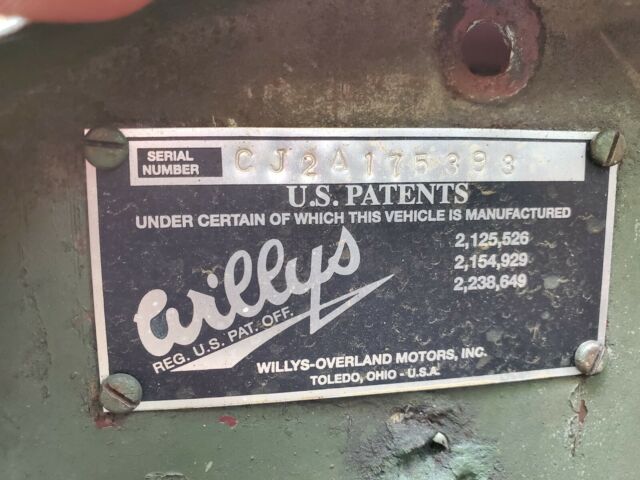 SERIAL NUMBER CJ2A175393
U.S. PATENTS
UNDER CERTAIN OF WHICH THIS VEHICLE IS MANUFACTURED
2,125,526
2,154,929
2,238,649
Willys
REG. U.S. PAT. OFF.
WILLYS-OVERLAND MOTORS, INC.
TOLEDO, OHIO - U.S.A.